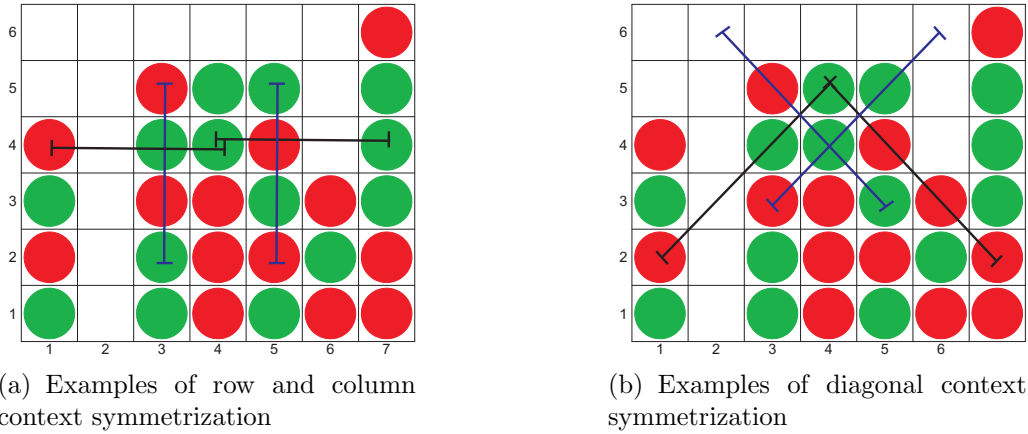 6
5
4
3
2
1
1 2 3 4 5 6 7
6
5
4
3
2
1
1 2 3 4 5 6
a) Examples of row and column
context symmetrization
(b) Examples of diagonal context
symmetrization